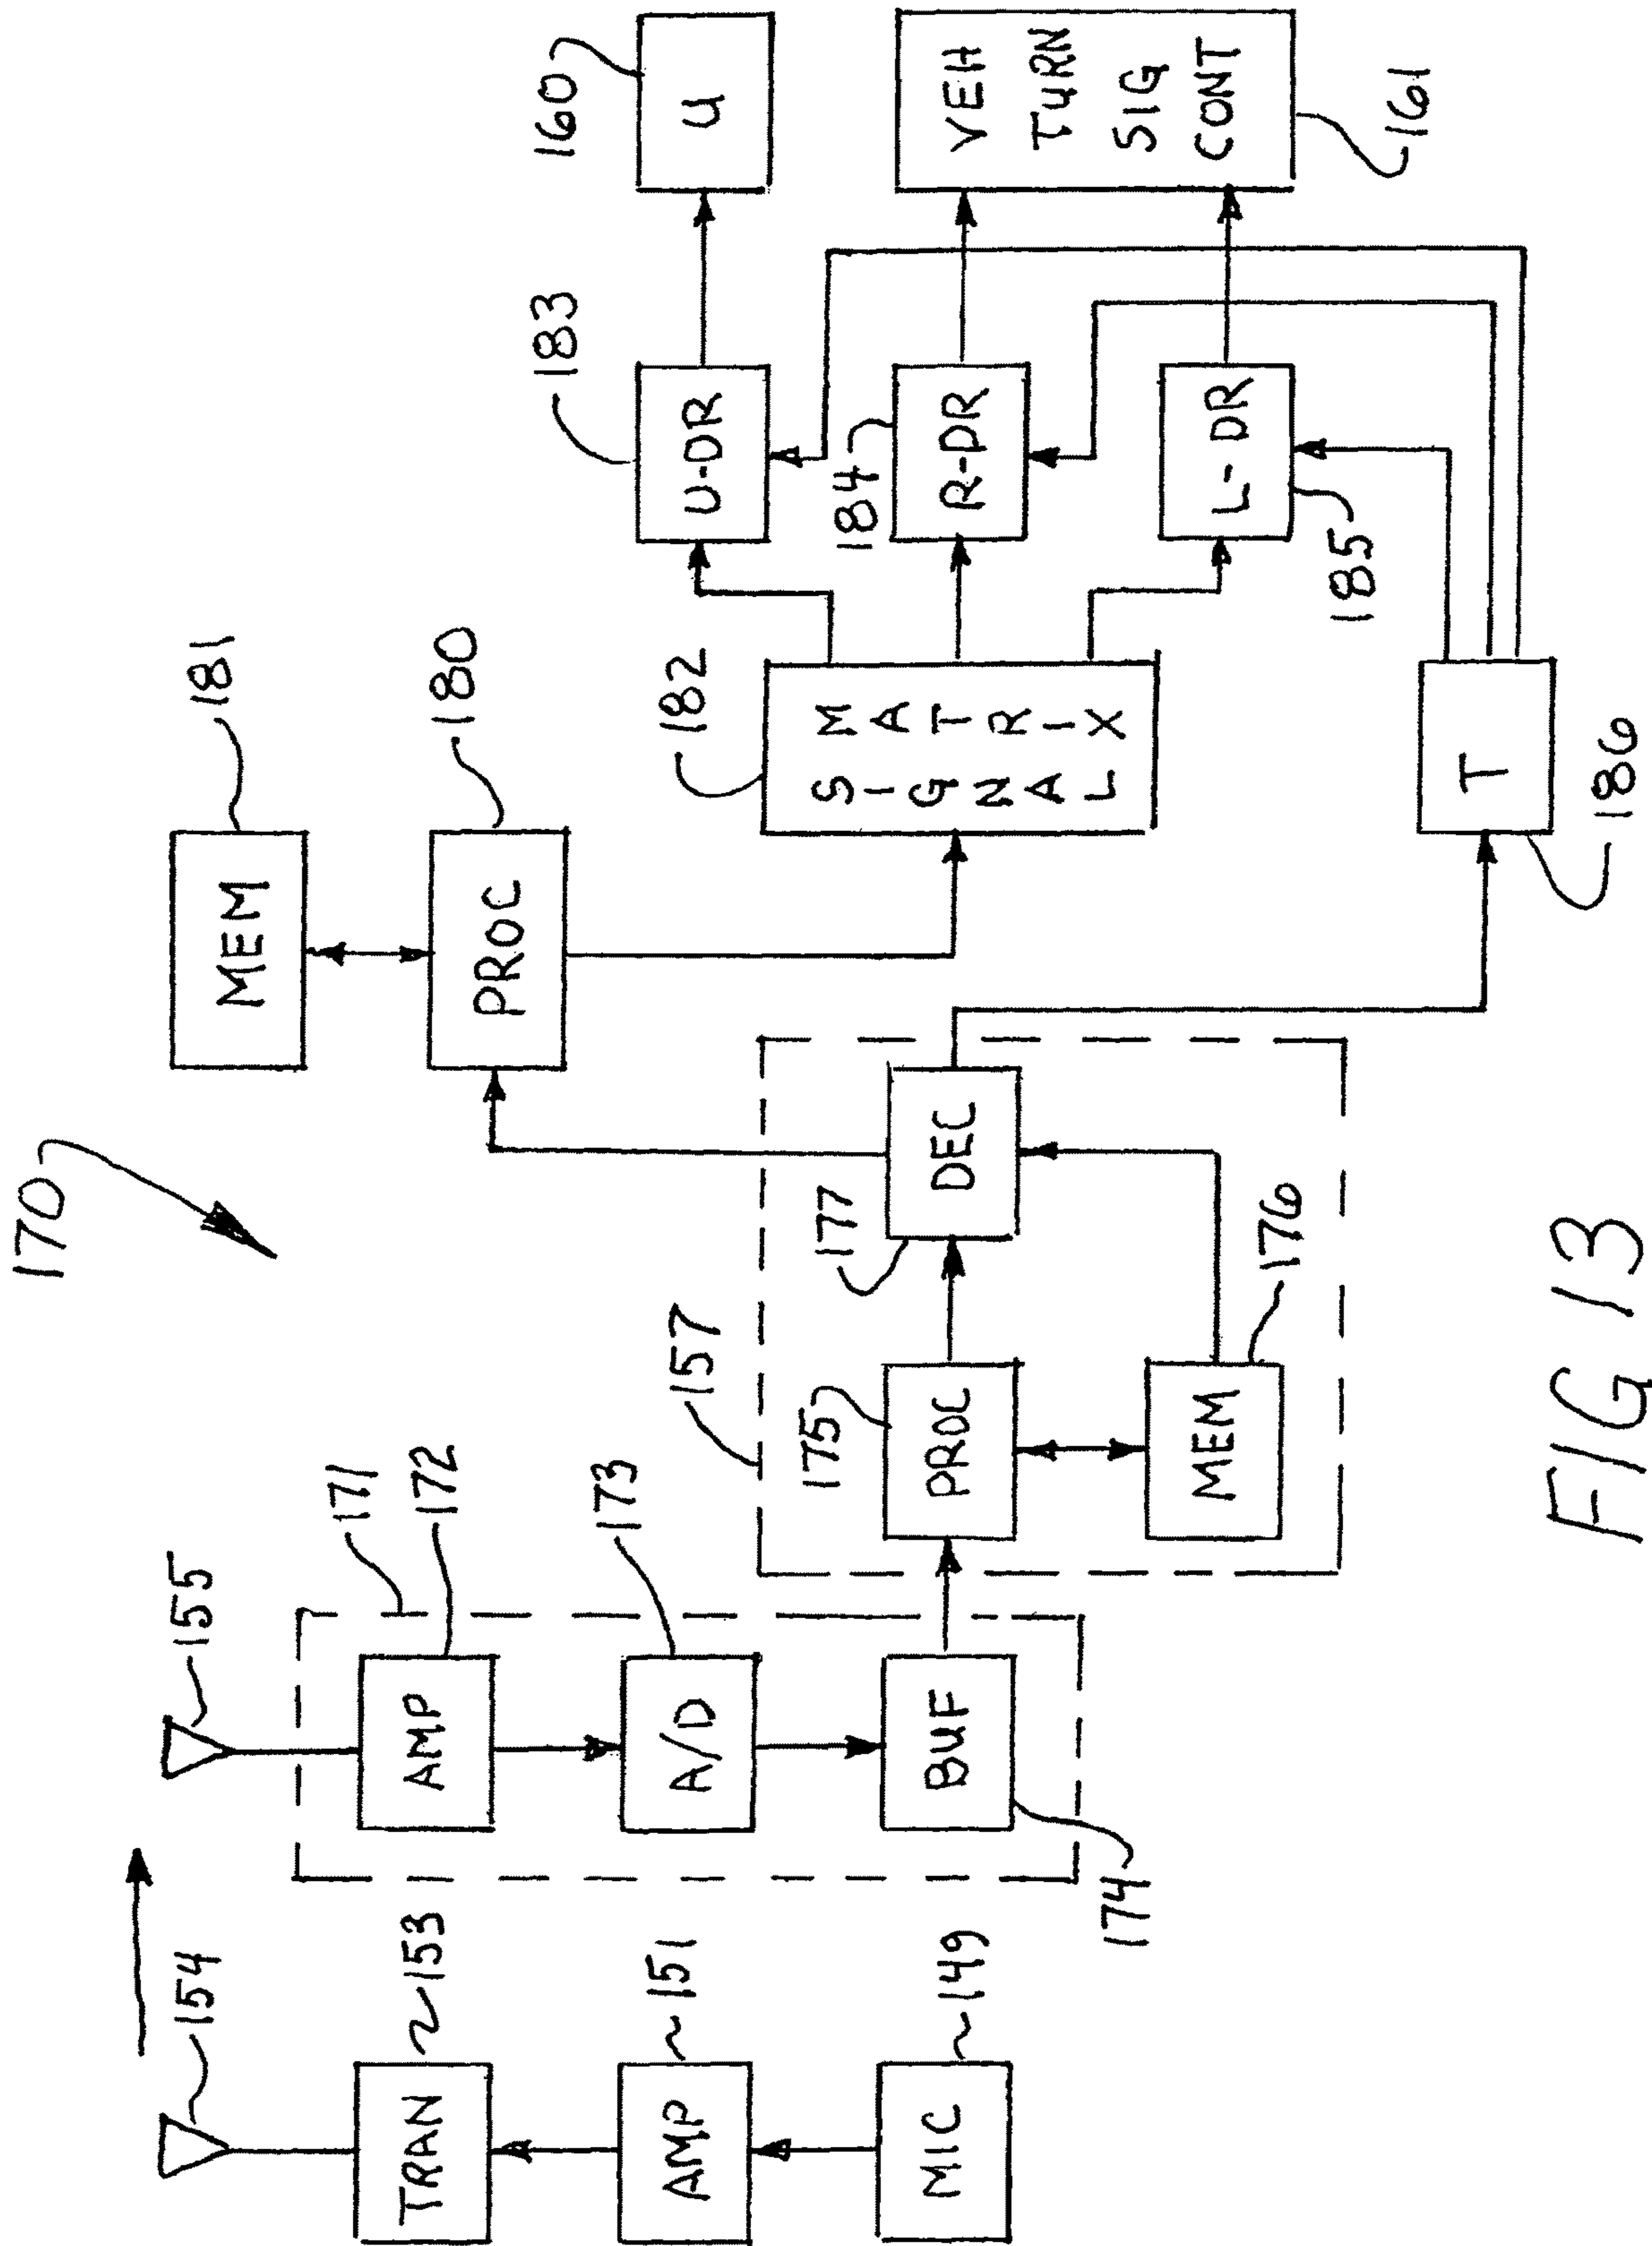 170
181
MEM
180
PROC
160
U
183
U-DR
182
SIGNAL
MATRIX
184
R-DR
VEH
TURN
SIG
CONT
161
L-DR
185
T
186
154
155
171
TRAN
153
AMP
172
157
AMP
151
A/D
173
177
DEC
175
PROC
MIC
149
BUF
174
MEM
176
FIG 13